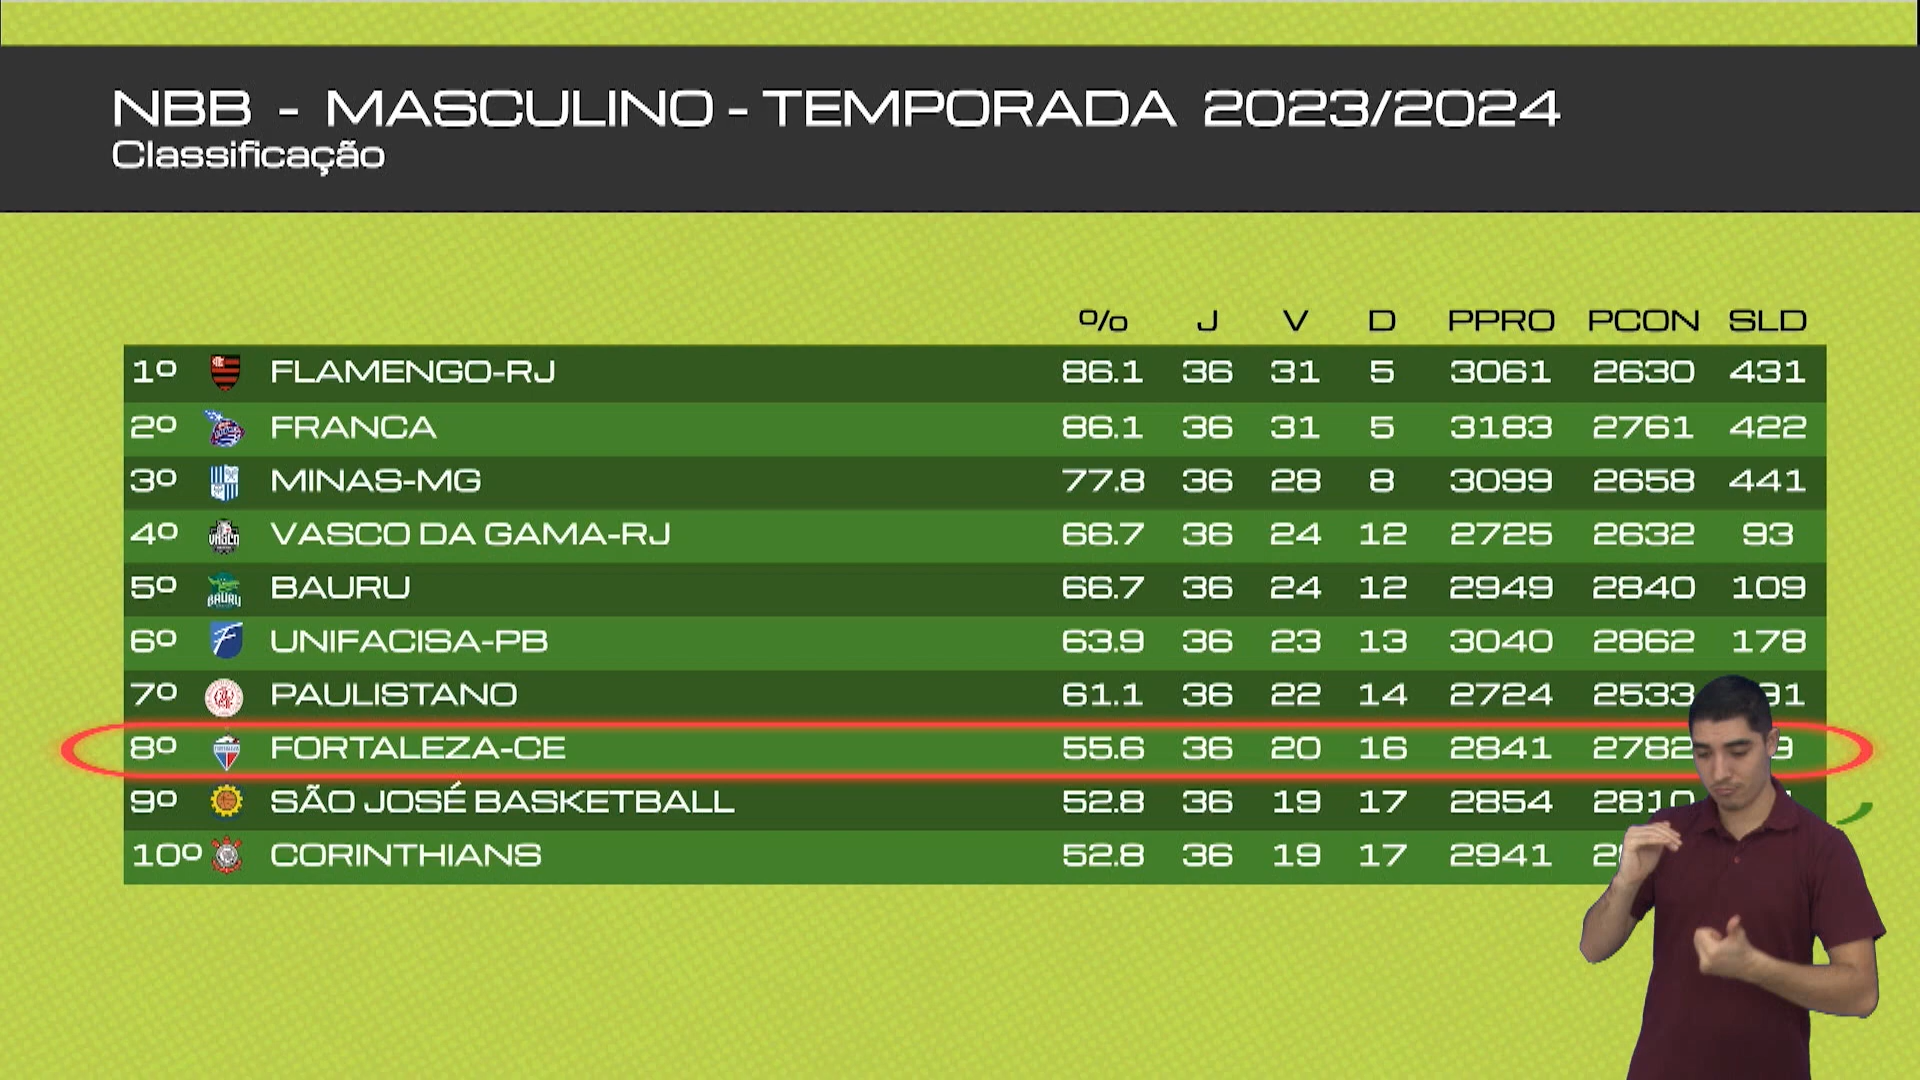 NBB - MASCULINO - TEMPORADA 2023/2024
Classificação
% J V D PPRO PCON SLD
1º FLAMENGO-RJ 86.1 36 31 5 3061 2630 431
2º FRANCA 86.1 36 31 5 3183 2761 422
3º MINAS-MG 77.8 36 28 8 3099 2658 441
4º VASCO DA GAMA-RJ 66.7 36 24 12 2725 2632 93
5º BAURU 66.7 36 24 12 2949 2840 109
6º UNIFACISA-PB 63.9 36 23 13 3040 2862 178
7º PAULISTANO 61.1 36 22 14 2724 2533
8º FORTALEZA-CE 55.6 36 20 16 2841 2782
9º SÃO JOSÉ BASKETBALL 52.8 36 19 17 2854 2810
10º CORINTHIANS 52.8 36 19 17 2941